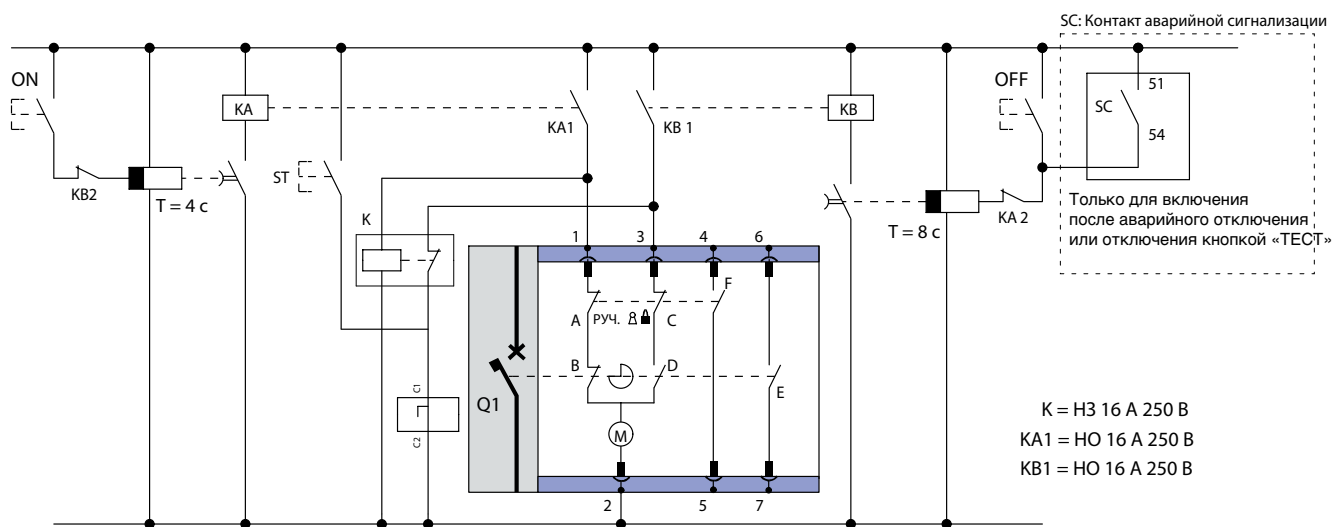 SC: Контакт аварийной сигнализации
ON
OFF
51
SC
54
KA
KA1
KB 1
KB
KB2
T = 4 c
ST
K
T = 8 c
KA 2
Только для включения
после аварийного отключения
или отключения кнопкой «ТЕСТ»
1
3
4
6
F
A
РУЧ.
C
B
D
E
Q1
C1
C2
M
2
5
7
K = НЗ 16 A 250 B
KA1 = НО 16 A 250 B
KB1 = НО 16 A 250 B